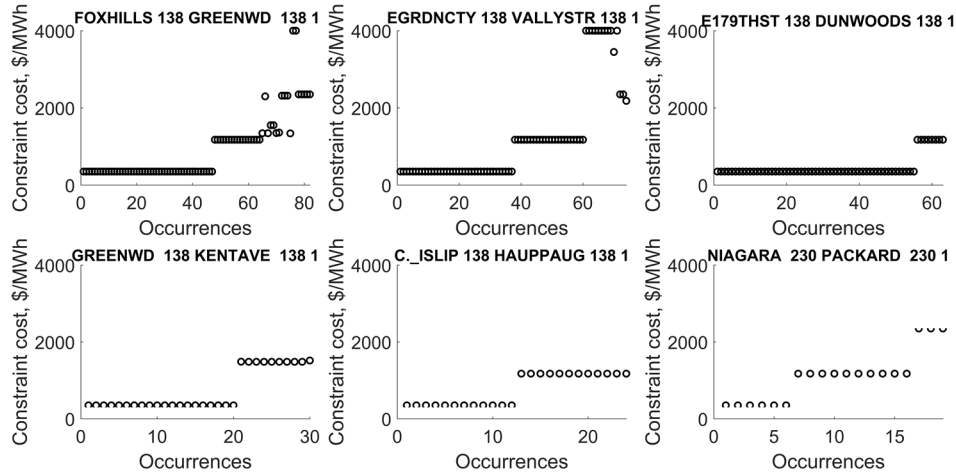 FOXHILLS 138 GREENWD  138 1
Constraint cost, $/MWh
4000
2000
0
0 20 40 60 80
Occurrences
EGRDNCTY 138 VALLYSTR 138 1
Constraint cost, $/MWh
4000
2000
0
0 20 40 60
Occurrences
E179THST 138 DUNWOODS 138 1
Constraint cost, $/MWh
4000
2000
0
0 20 40 60
Occurrences
GREENWD  138 KENTAVE  138 1
Constraint cost, $/MWh
4000
2000
0
0 10 20 30
Occurrences
C._ISLIP 138 HAUPPAUG 138 1
Constraint cost, $/MWh
4000
2000
0
0 10 20
Occurrences
NIAGARA  230 PACKARD  230 1
Constraint cost, $/MWh
4000
2000
0
0 5 10 15
Occurrences